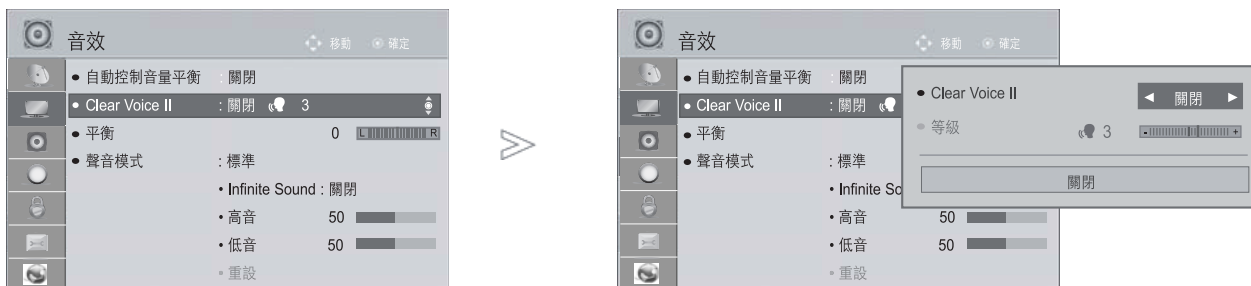 音效 移動 確定
• 自動控制音量平衡 : 關閉
• Clear Voice II : 關閉 3
• 平衡 0 L R
• 聲音模式 : 標準
• Infinite Sound : 關閉
• 高音 50
• 低音 50
• 重設
音效 移動 確定
• 自動控制音量平衡 : 關閉
• Clear Voice II : 關閉
• 平衡
• 聲音模式 : 標準
• Infinite So
• 高音 50
• 低音 50
• 重設
• Clear Voice II ◄ 關閉 ►
• 等級 3 - +
關閉